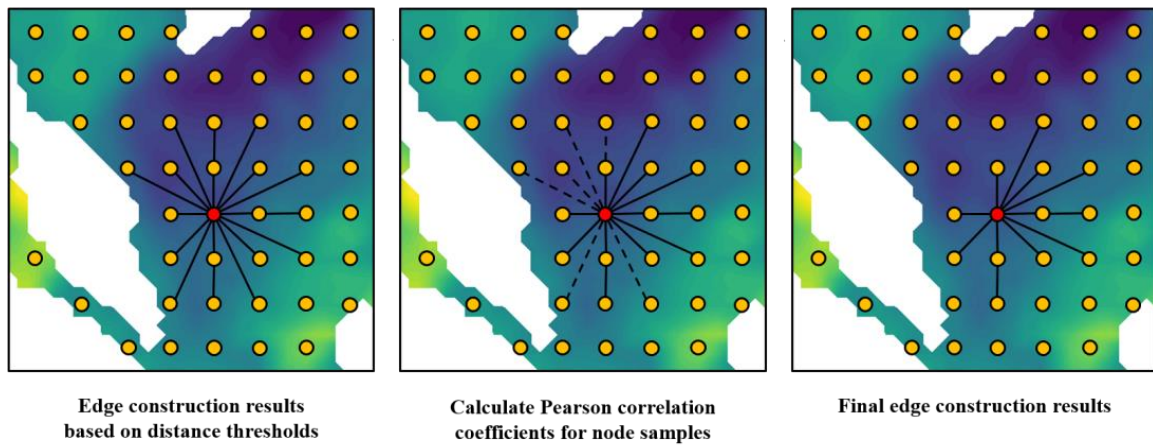 Edge construction results
based on distance thresholds
Calculate Pearson correlation
coefficients for node samples
Final edge construction results